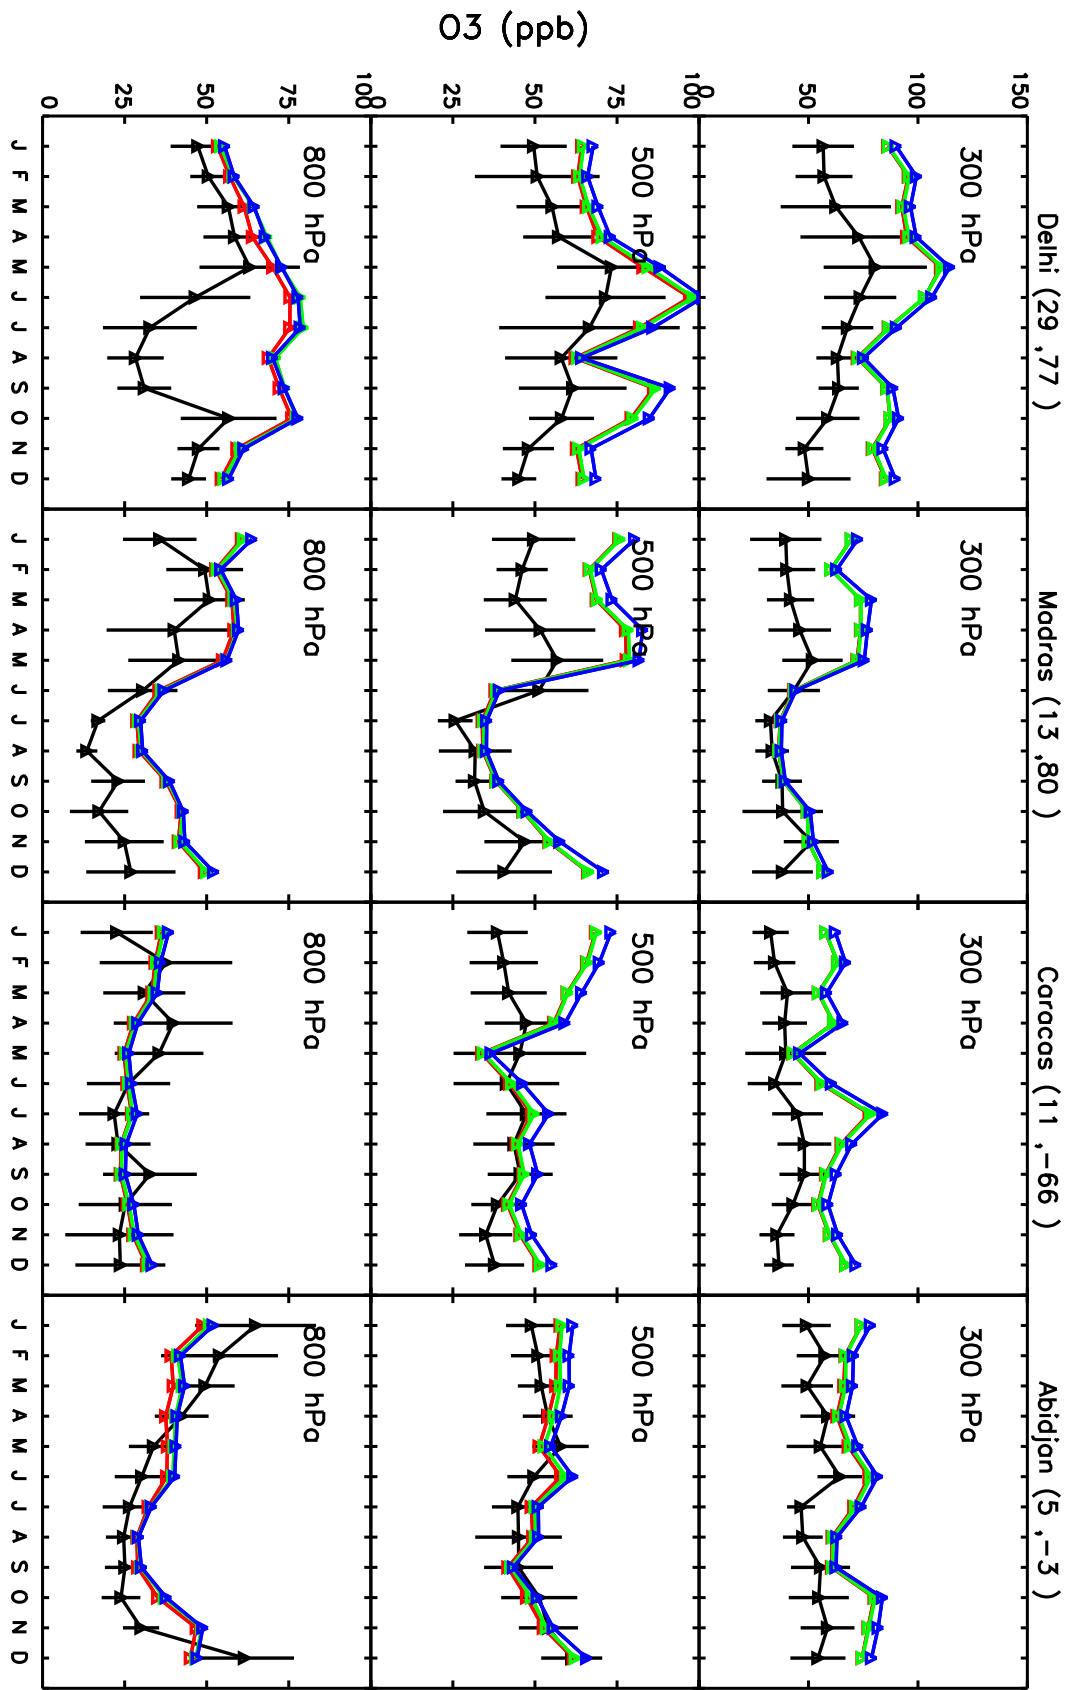 Delhi (29 ,77 )
Madras (13 ,80 )
Caracas (11 ,-66 )
Abidjan (5 ,-3 )
O3 (ppb)
150
100
50
0
300 hPa
300 hPa
300 hPa
300 hPa
100
75
50
25
0
500 hPa
500 hPa
500 hPa
500 hPa
100
75
50
25
0
800 hPa
800 hPa
800 hPa
800 hPa
J F M A M J J A S O N D
J F M A M J J A S O N D
J F M A M J J A S O N D
J F M A M J J A S O N D